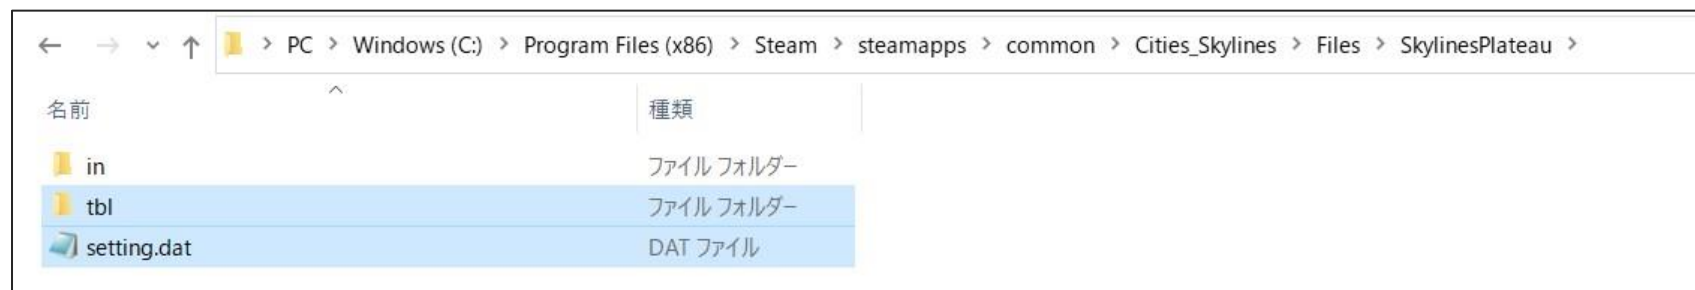 PC > Windows (C:) > Program Files (x86) > Steam > steamapps > common > Cities_Skylines > Files > SkylinesPlateau >
名前 種類
in ファイル フォルダー
tbl ファイル フォルダー
setting.dat DAT ファイル